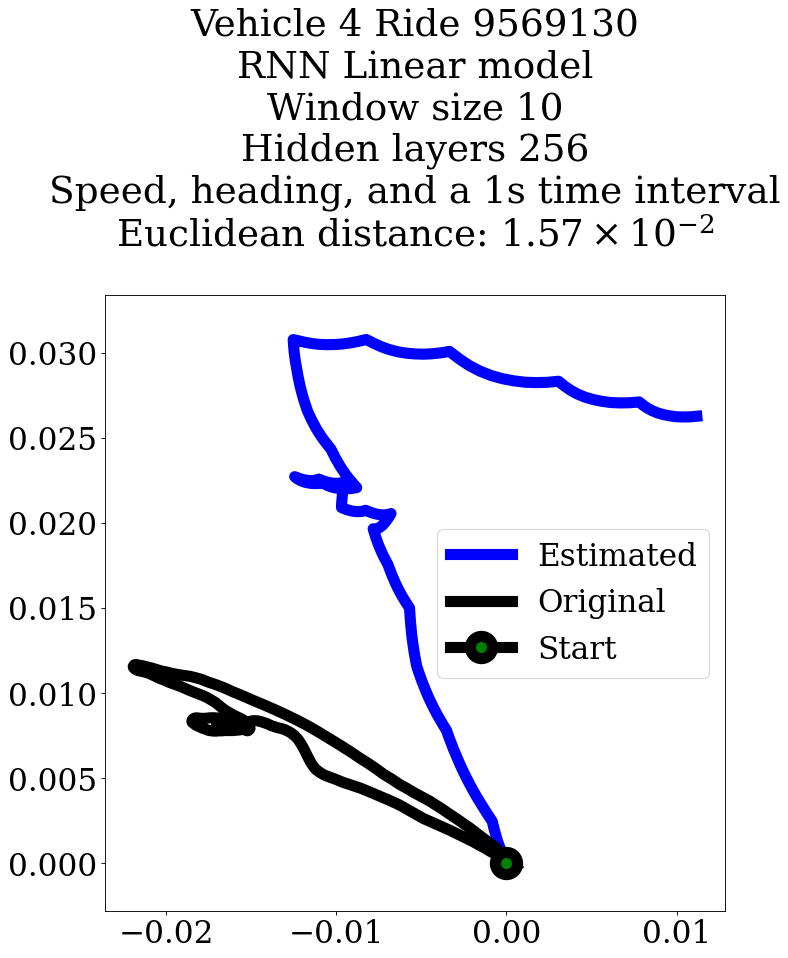 Vehicle 4 Ride 9569130
RNN Linear model
Window size 10
Hidden layers 256
Speed, heading, and a 1s time interval
Euclidean distance: 1.57 × 10⁻²
0.030
0.025
0.020
0.015
0.010
0.005
0.000
Estimated
Original
Start
−0.02
−0.01
0.00
0.01